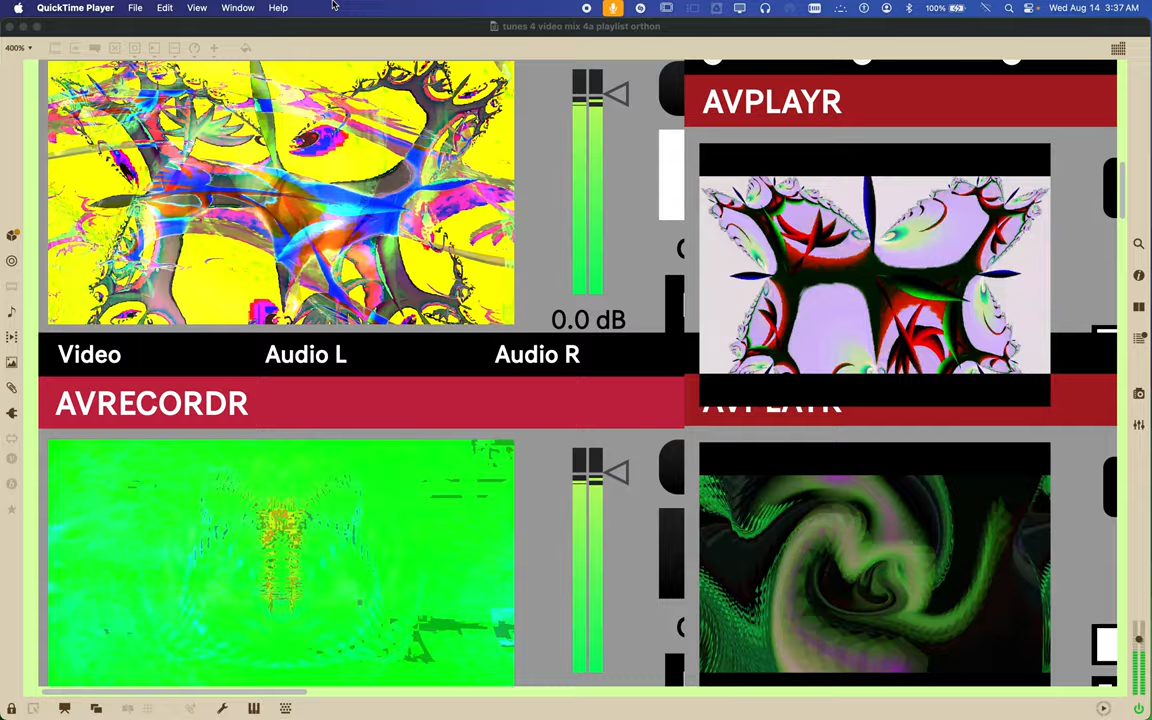 QuickTime Player File Edit View Window Help 100% Wed Aug 14 3:37 AM
tunes 4 video mix 4a playlist orthon
400%
AVPLAYR
0.0 dB
Video Audio L Audio R
AVRECORDR
AVPLAYR